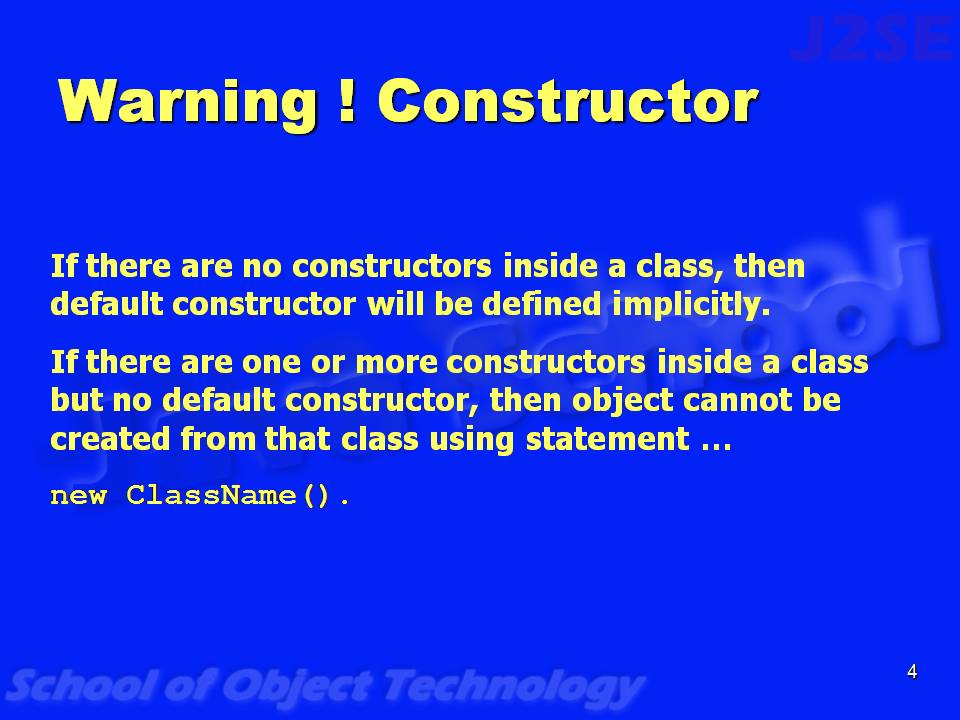 J2SE
Warning ! Constructor
If there are no constructors inside a class, then
default constructor will be defined implicitly.
If there are one or more constructors inside a class
but no default constructor, then object cannot be
created from that class using statement …
new ClassName().
Java School
School of Object Technology
4